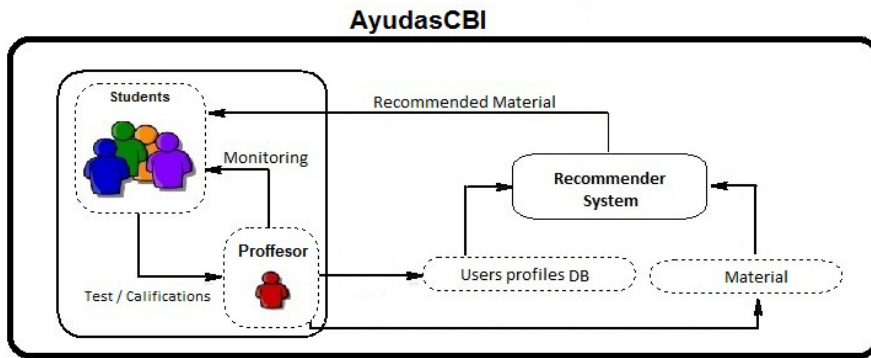 AyudasCBI
Students
Recommended Material
Monitoring
Recommender
System
Proffesor
Users profiles DB
Material
Test / Califications